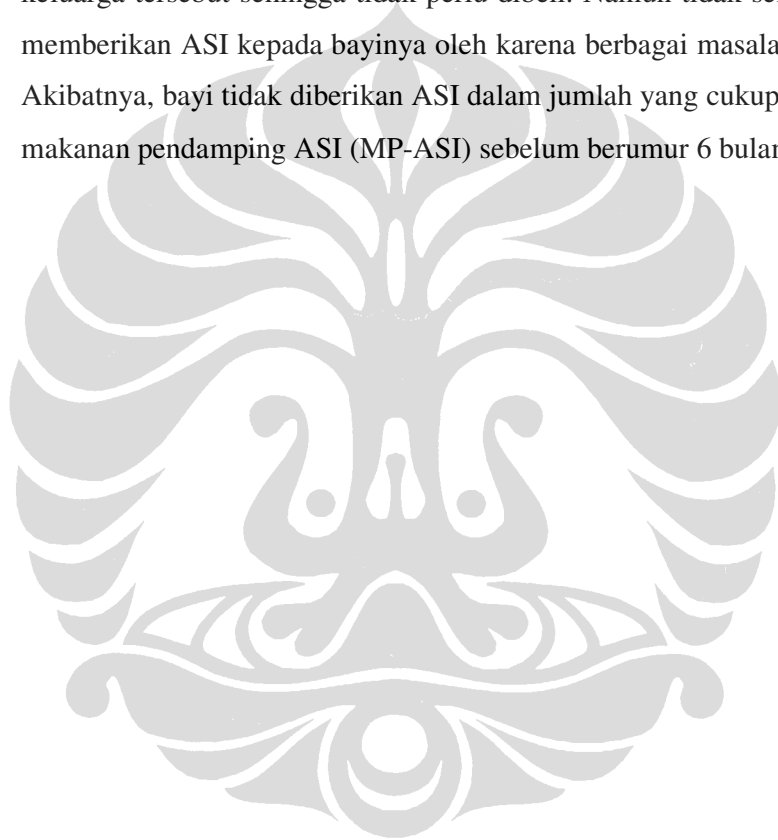 keluarga tersebut sehingga tidak perlu dibeli. Namun tidak
memberikan ASI kepada bayinya oleh karena berbagai
Akibatnya, bayi tidak diberikan ASI dalam jumlah yang cukup
makanan pendamping ASI (MP-ASI) sebelum berumur 6 bulan